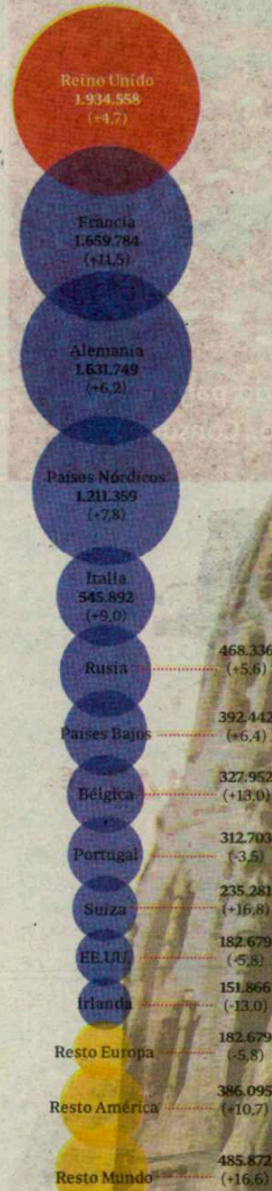 Reino Unido
1.934.558
(+4,7)
Francia
1.659.784
(+11,5)
Alemania
1.631.749
(+6,2)
Países Nórdicos
1.211.359
(+7,8)
Italia
545.892
(+9,0)
Rusia 468.336
(+5,6)
Países Bajos 392.442
(+6,4)
Bélgica 327.952
(+13,0)
Portugal 312.703
(-3,5)
Suiza 235.281
(+16,8)
EE.UU. 182.679
(-5,8)
Irlanda 151.866
(-13,0)
Resto Europa 182.679
(-5,8)
Resto América 386.095
(+10,7)
Resto Mundo 485.872
(+16,6)